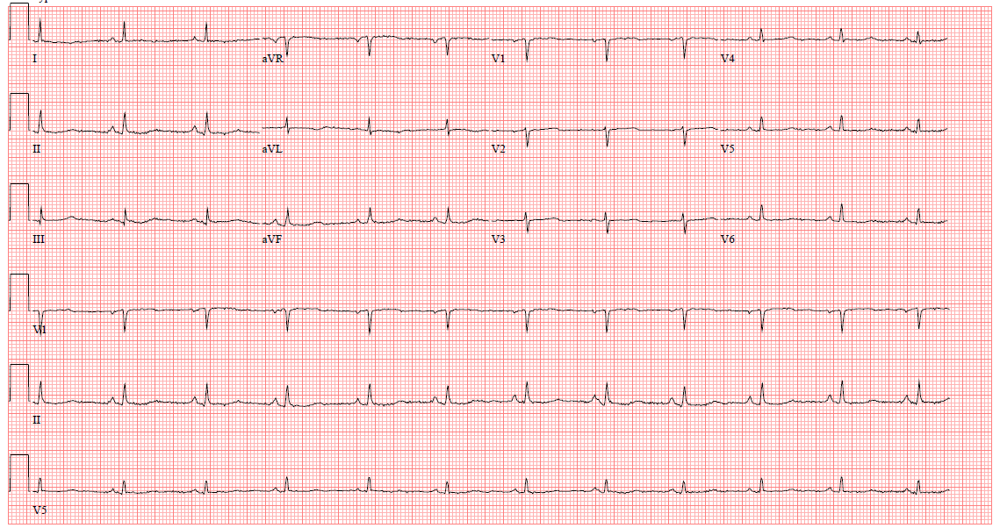 I aVR V1 V4
II aVL V2 V5
III aVF V3 V6
V1
II
V5